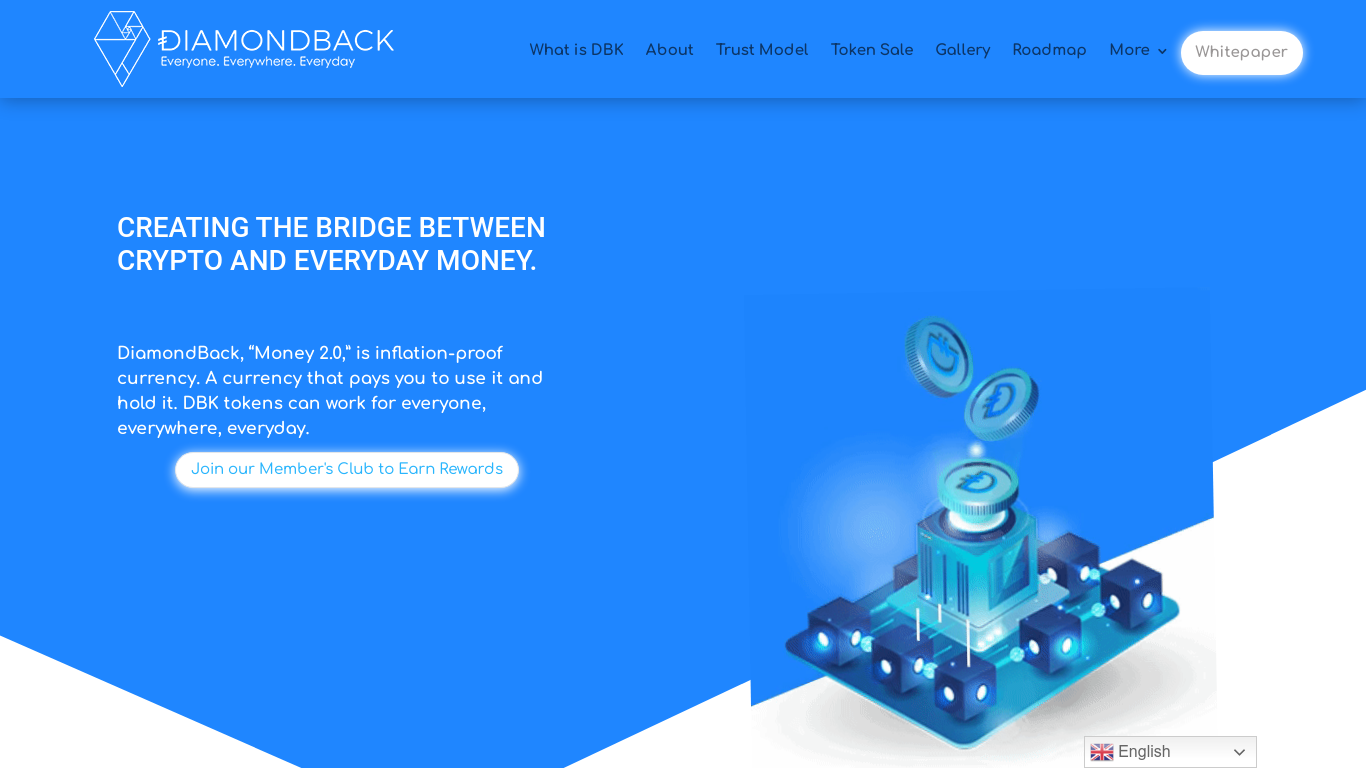 ĐIAMONDBACK
Everyone. Everywhere. Everyday
What is DBK
About
Trust Model
Token Sale
Gallery
Roadmap
More
Whitepaper
CREATING THE BRIDGE BETWEEN
CRYPTO AND EVERYDAY MONEY.
DiamondBack, “Money 2.0,” is inflation-proof
currency. A currency that pays you to use it and
hold it. DBK tokens can work for everyone,
everywhere, everyday.
Join our Member's Club to Earn Rewards
English